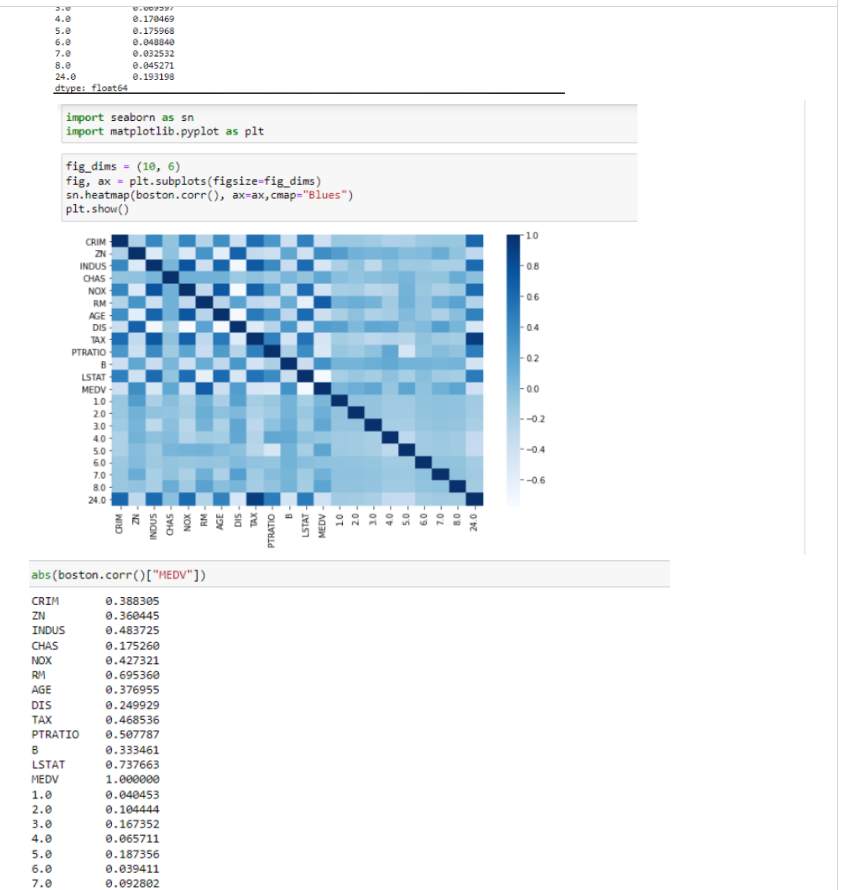 3.0 0.069597
4.0 0.170469
5.0 0.175968
6.0 0.048840
7.0 0.032532
8.0 0.045271
24.0 0.193198
dtype: float64
import seaborn as sn
import matplotlib.pyplot as plt
fig_dims = (10, 6)
fig, ax = plt.subplots(figsize=fig_dims)
sn.heatmap(boston.corr(), ax=ax,cmap="Blues")
plt.show()
CRIM
ZN
INDUS
CHAS
NOX
RM
AGE
DIS
TAX
PTRATIO
B
LSTAT
MEDV
1.0
2.0
3.0
4.0
5.0
6.0
7.0
8.0
24.0
CRIM ZN INDUS CHAS NOX RM AGE DIS TAX PTRATIO B LSTAT MEDV 1.0 2.0 3.0 4.0 5.0 6.0 7.0 8.0 24.0
1.0
0.8
0.6
0.4
0.2
0.0
−0.2
−0.4
−0.6
abs(boston.corr()["MEDV"])
CRIM 0.388305
ZN 0.360445
INDUS 0.483725
CHAS 0.175260
NOX 0.427321
RM 0.695360
AGE 0.376955
DIS 0.249929
TAX 0.468536
PTRATIO 0.507787
B 0.333461
LSTAT 0.737663
MEDV 1.000000
1.0 0.040453
2.0 0.104444
3.0 0.167352
4.0 0.065711
5.0 0.187356
6.0 0.039411
7.0 0.092802